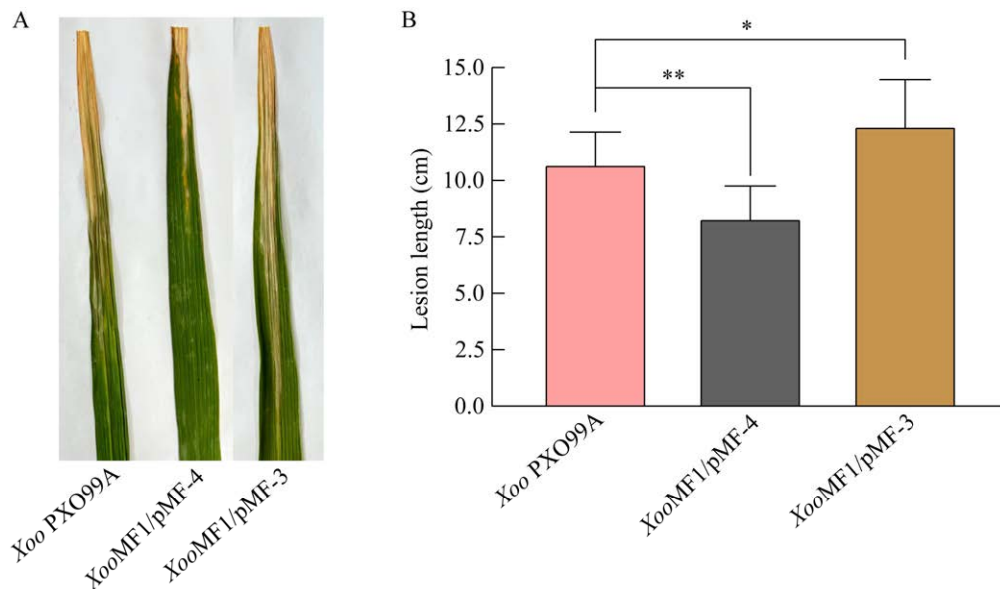 A
Xoo PXO99A
XooMF1/pMF-4
XooMF1/pMF-3
B
*
**
Lesion length (cm)
15.0
12.5
10.0
7.5
5.0
2.5
0.0
Xoo PXO99A
XooMF1/pMF-4
XooMF1/pMF-3